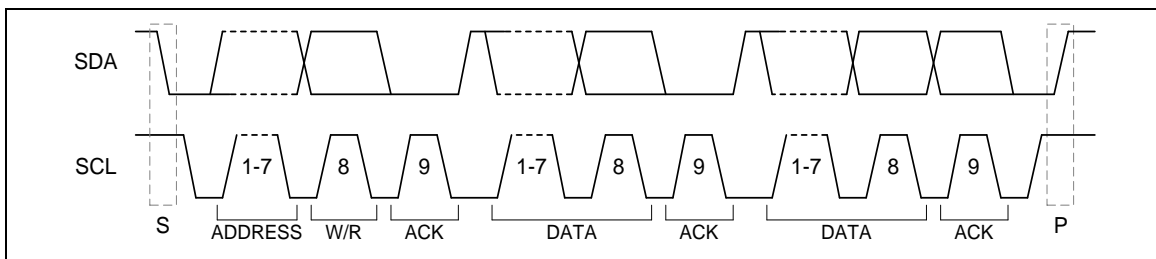 SDA
SCL
1-7 8 9 1-7 8 9 1-7 8 9
S ADDRESS W/R ACK DATA ACK DATA ACK P